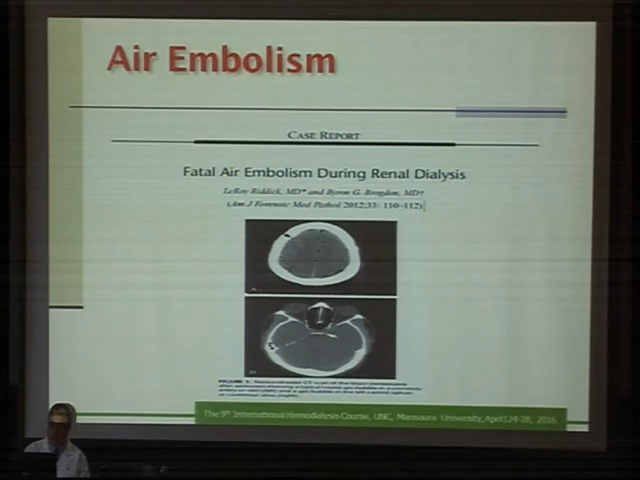 Air Embolism
CASE REPORT
Fatal Air Embolism During Renal Dialysis
LeRoy Riddick, MD* and Byron G. Brogdon, MD†
(Am J Forensic Med Pathol 2012;33: 110–112)
The 9th International Hemodialysis Course, UNC, Mansoura University, April 24-28, 2016